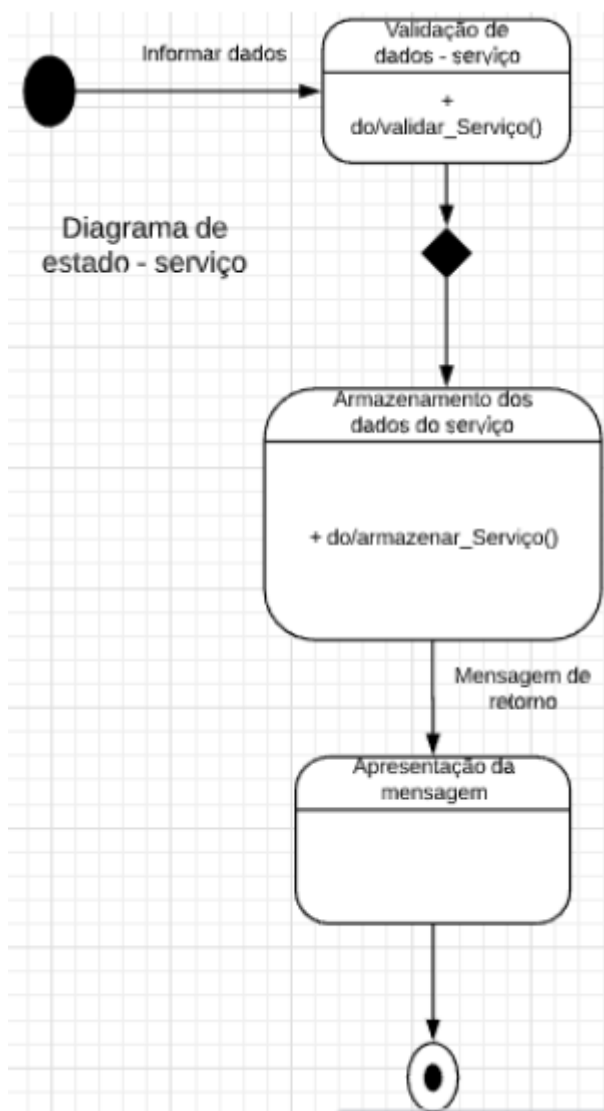 Informar dados
Validação de
dados - serviço
+
do/validar_Serviço()
Diagrama de
estado - serviço
Armazenamento dos
dados do serviço
+ do/armazenar_Serviço()
Mensagem de
retorno
Apresentação da
mensagem